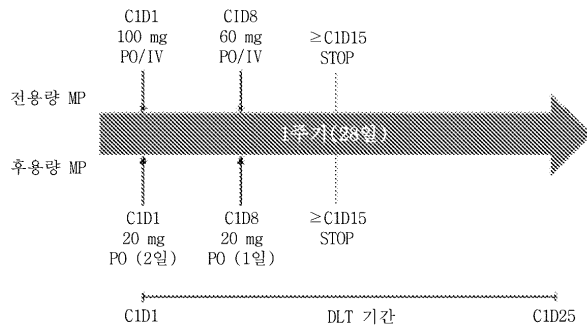 C1D1 CID8
100 mg 60 mg ≥C1D15
PO/IV PO/IV STOP
전용량 MP
1주기(28일)
후용량 MP
C1D1 C1D8 ≥C1D15
20 mg 20 mg STOP
PO (2일) PO (1일)
C1D1 DLT 기간 C1D25